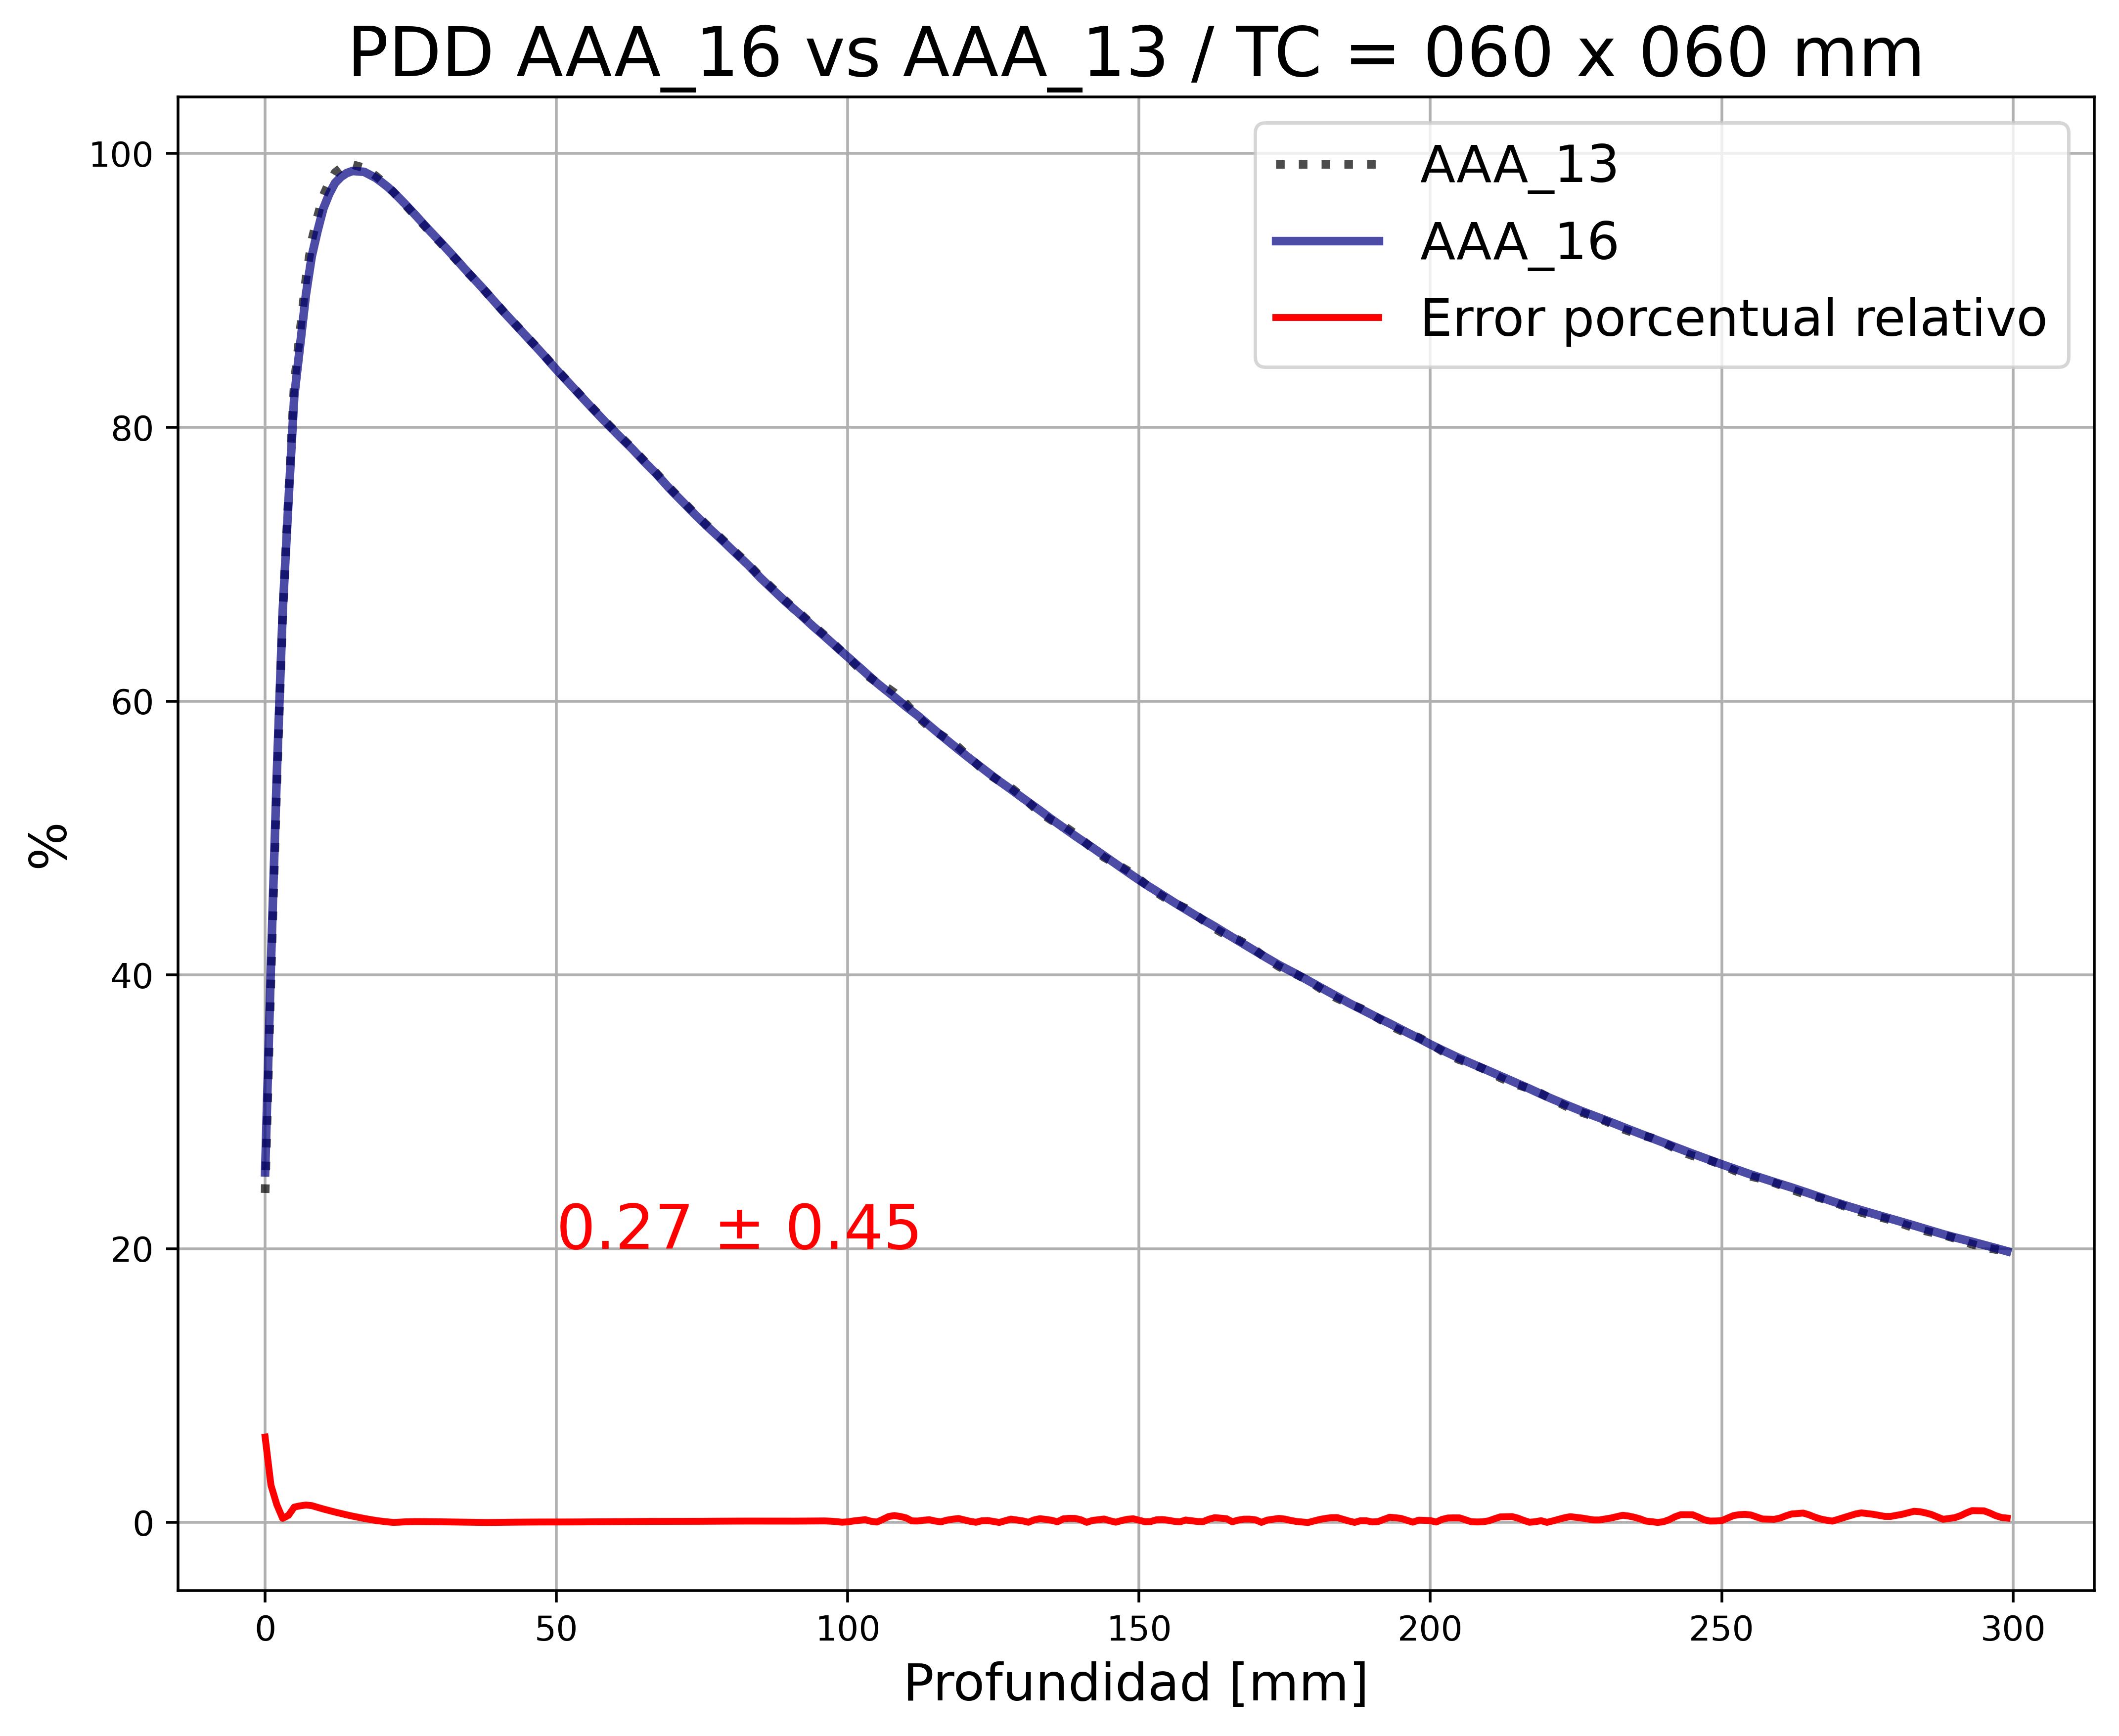 PDD AAA_16 vs AAA_13 / TC = 060 x 060 mm
AAA_13
AAA_16
Error porcentual relativo
100
80
60
40
20
0
%
0.27 ± 0.45
0 50 100 150 200 250 300
Profundidad [mm]